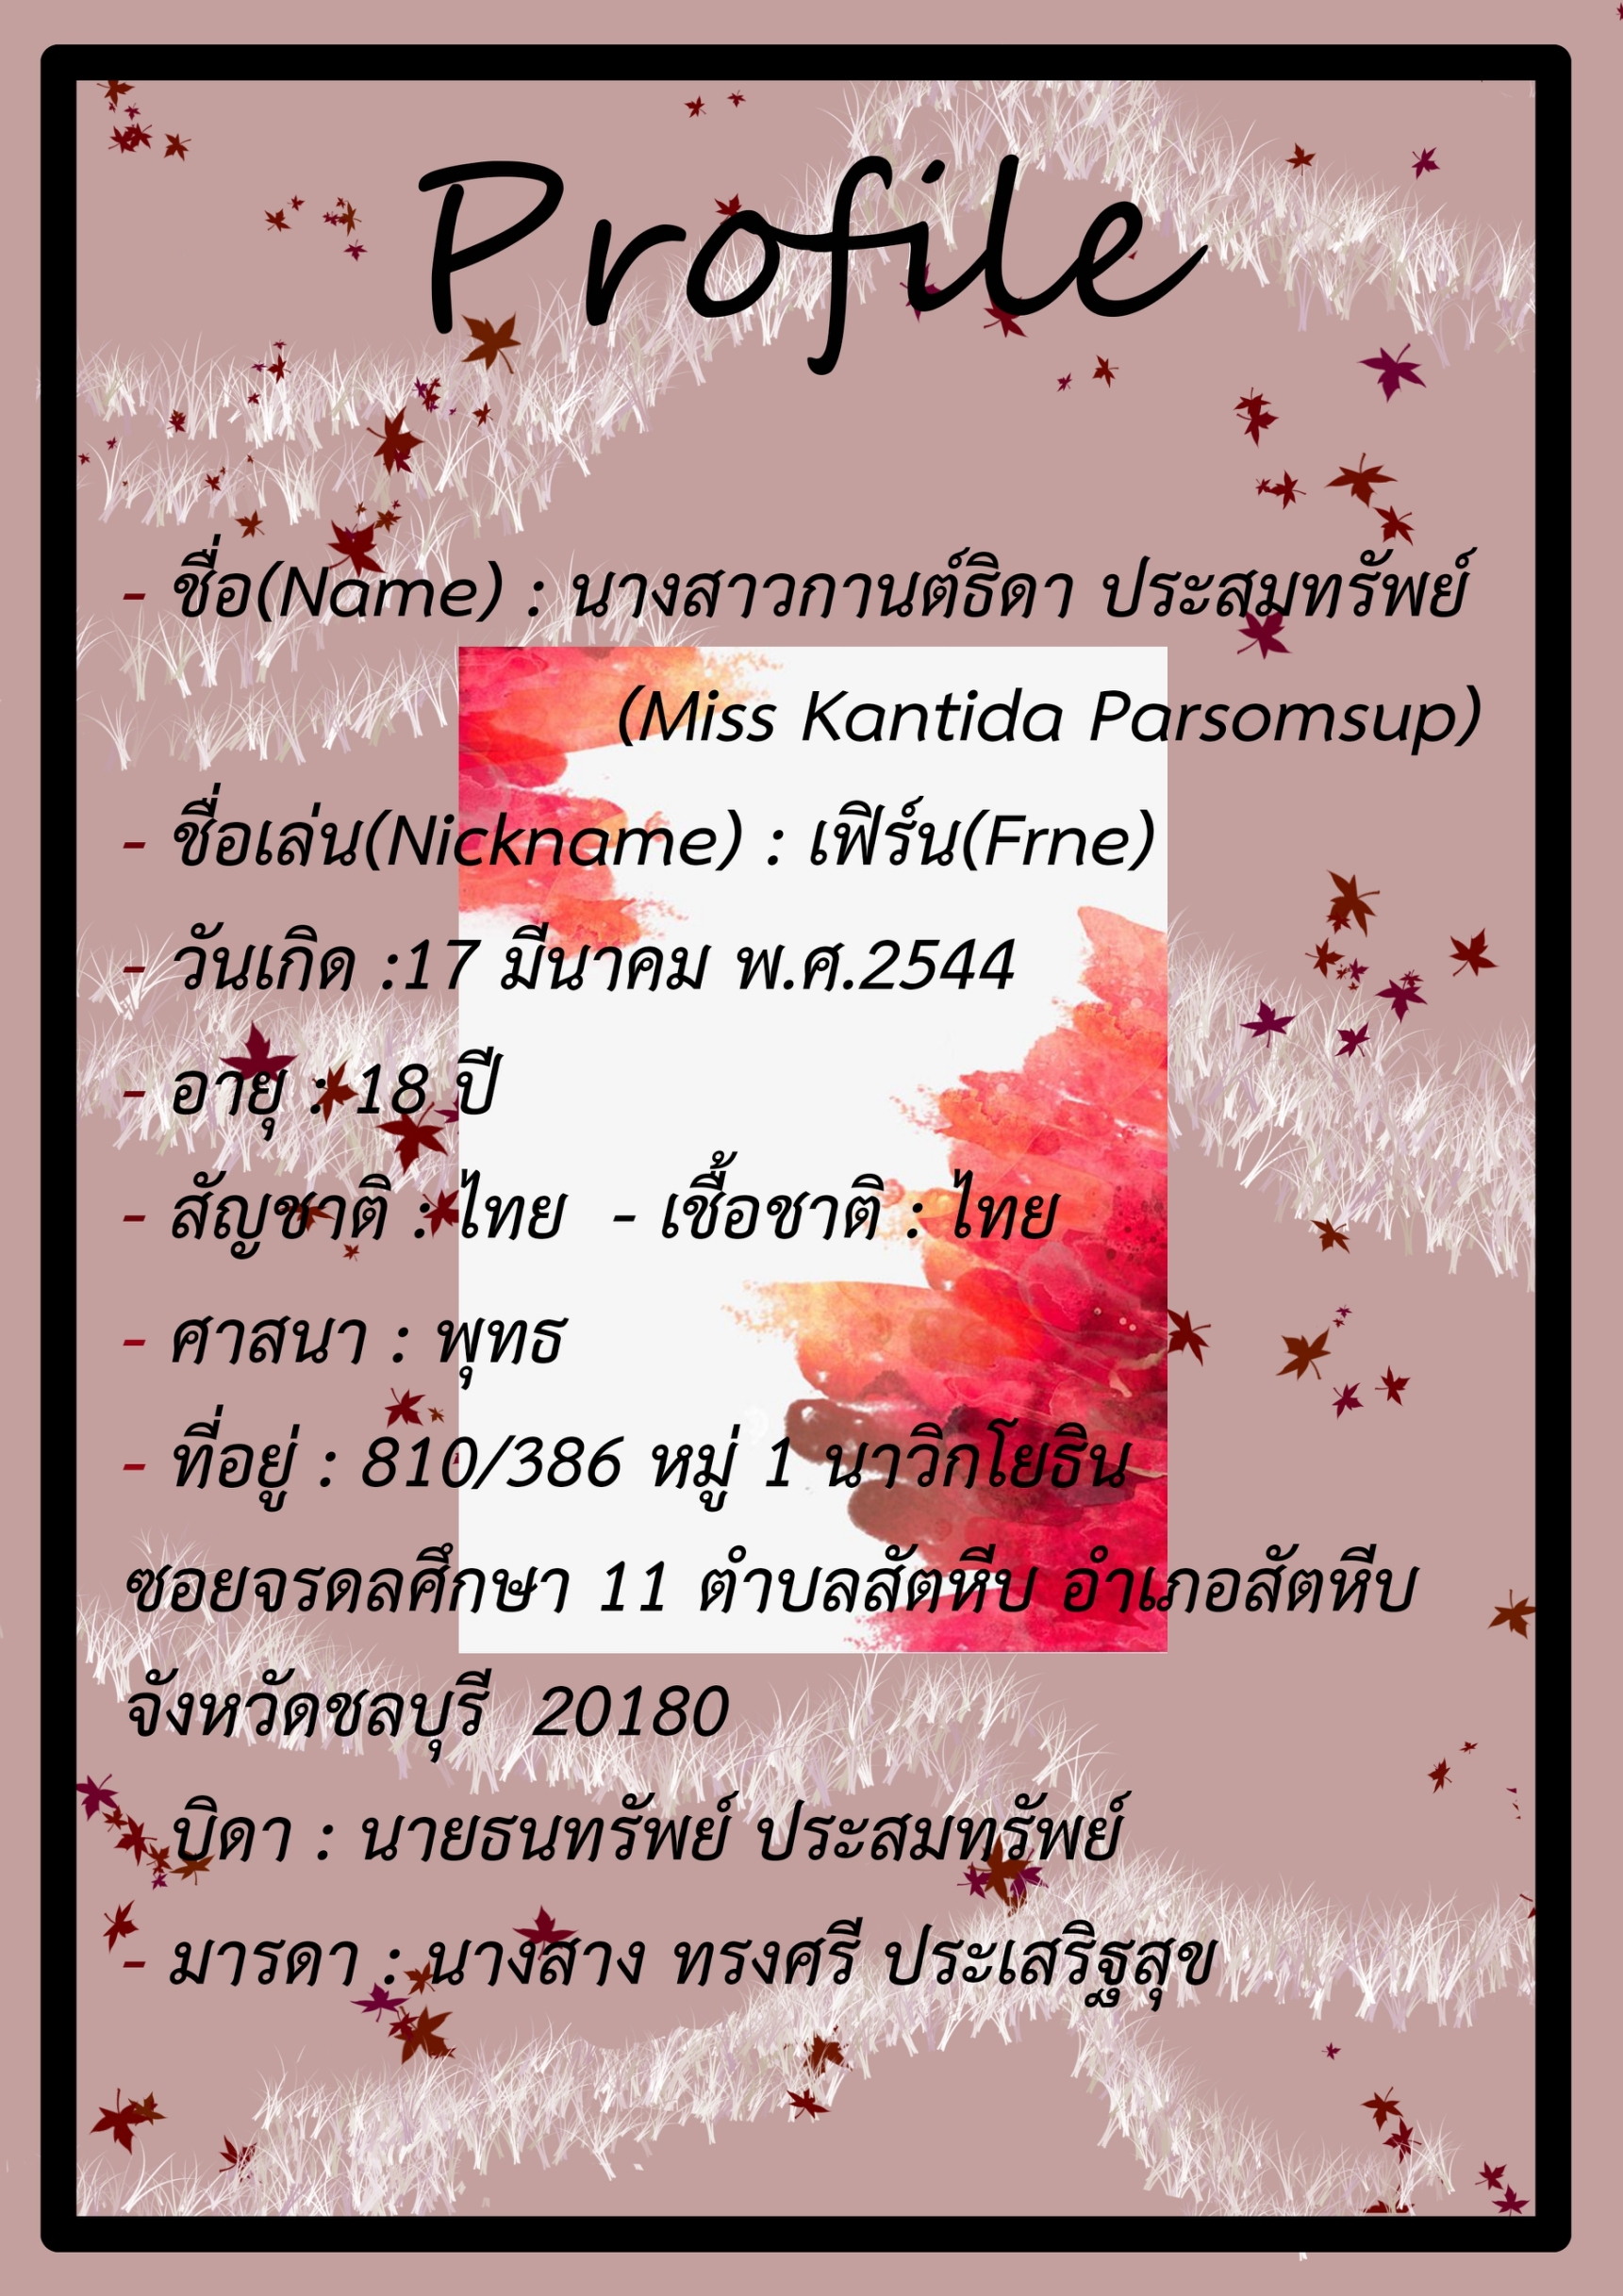 Profile
- ชื่อ(Name) : นางสาวกานต์ธิดา ประสมทรัพย์
(Miss Kantida Parsomsup)
- ชื่อเล่น(Nickname) : เฟิร์น(Frne)
- วันเกิด :17 มีนาคม พ.ศ.2544
- อายุ : 18 ปี
- สัญชาติ : ไทย - เชื้อชาติ : ไทย
- ศาสนา : พุทธ
- ที่อยู่ : 810/386 หมู่ 1 นาวิกโยธิน
ซอยจรดลศึกษา 11 ตำบลสัตหีบ อำเภอสัตหีบ
จังหวัดชลบุรี 20180
- บิดา : นายธนทรัพย์ ประสมทรัพย์
- มารดา : นางสาง ทรงศรี ประเสริฐสุข